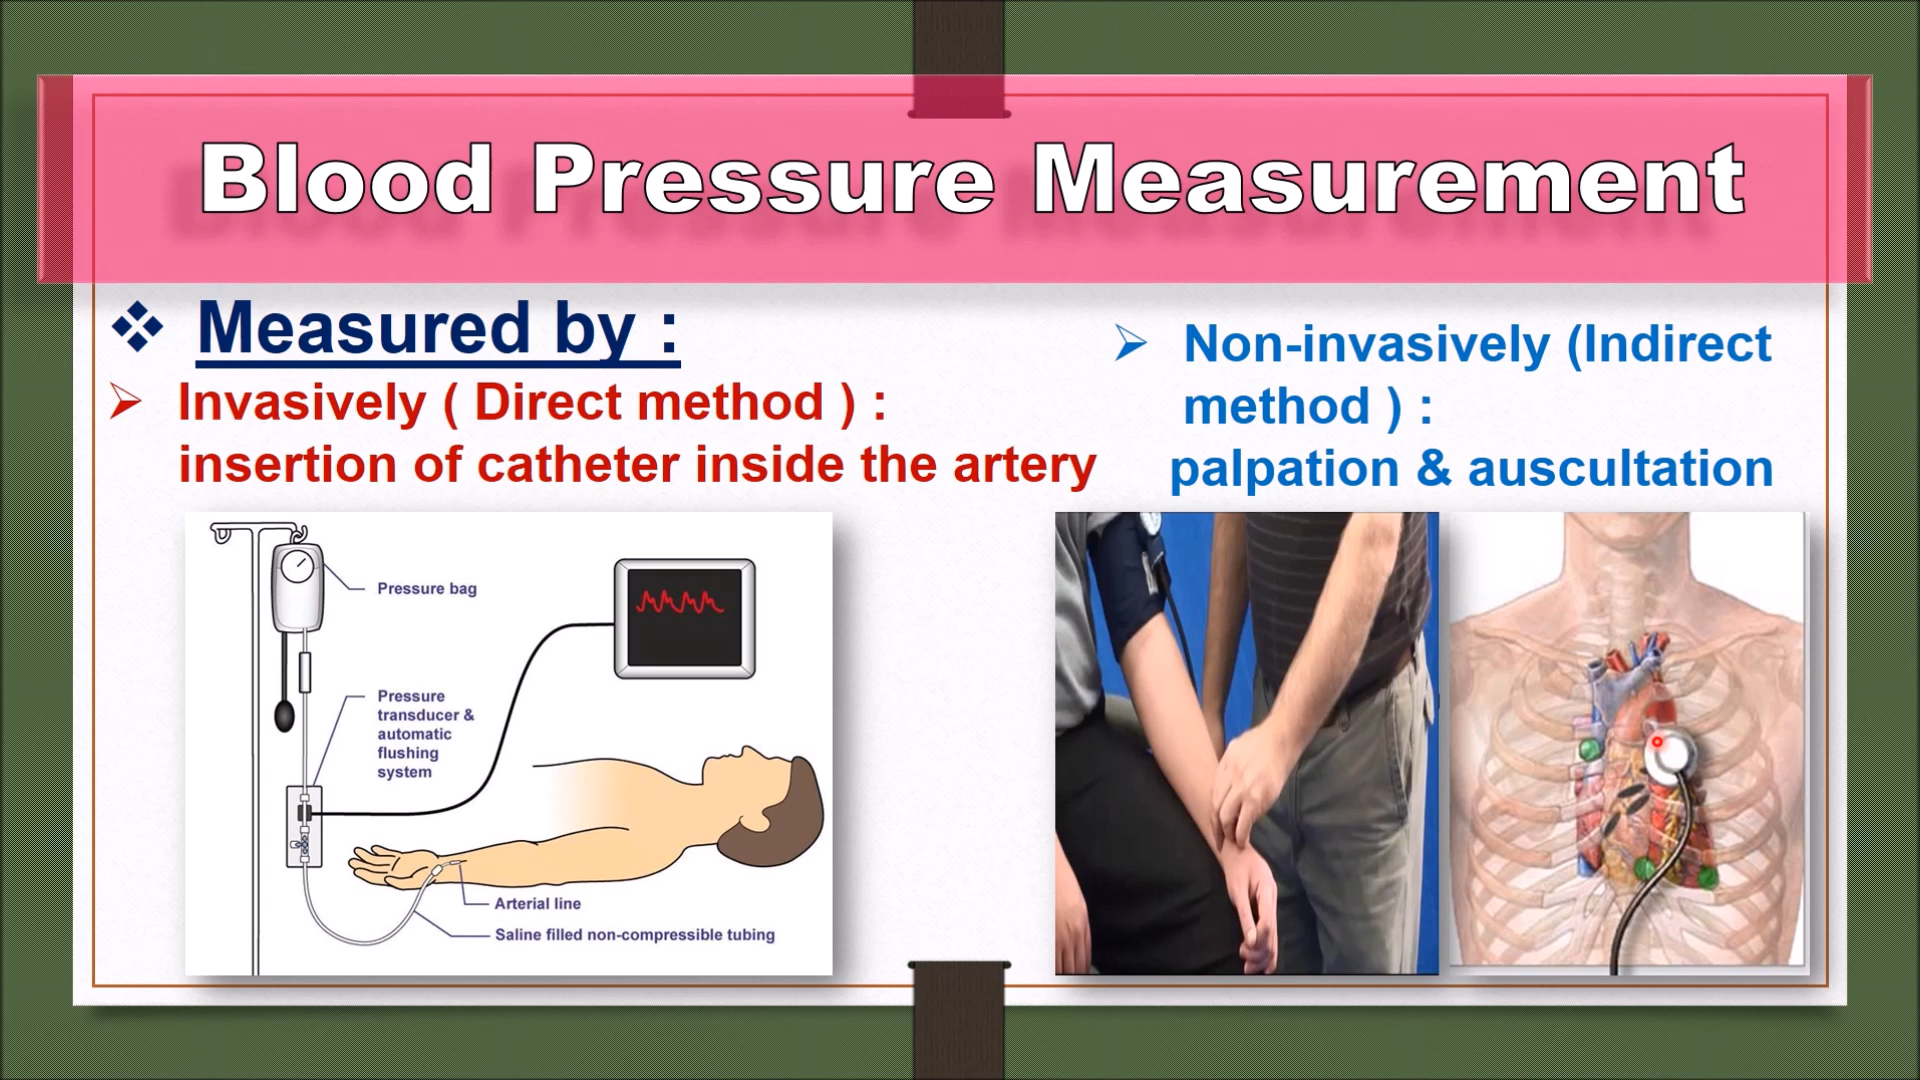 Blood Pressure Measurement
Measured by :
Invasively ( Direct method ) :
insertion of catheter inside the artery
Non-invasively (Indirect
method ) :
palpation & auscultation
Pressure bag
Pressure
transducer &
automatic
flushing
system
Arterial line
Saline filled non-compressible tubing